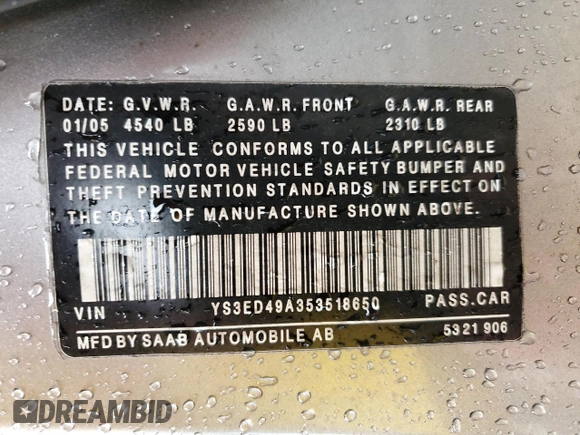 DATE: G.V.W.R. G.A.W.R. FRONT G.A.W.R. REAR
01/05 4540 LB 2590 LB 2310 LB
THIS VEHICLE CONFORMS TO ALL APPLICABLE
FEDERAL MOTOR VEHICLE SAFETY BUMPER AND
THEFT PREVENTION STANDARDS IN EFFECT ON
THE DATE OF MANUFACTURE SHOWN ABOVE.
VIN YS3ED49A353518650 PASS.CAR
MFD BY SAAB AUTOMOBILE AB 5321 906
DREAMBID